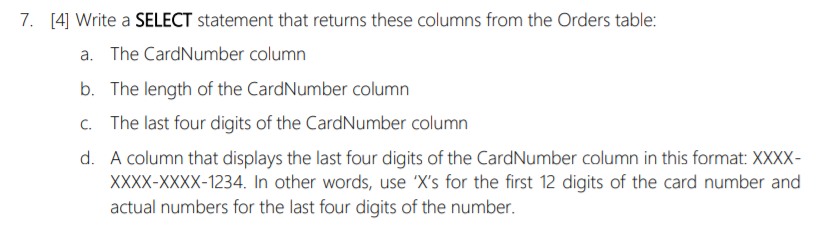 7. [4] Write a SELECT statement that returns these columns from the Orders table:
a. The CardNumber column
b. The length of the CardNumber column
c. The last four digits of the CardNumber column
d. A column that displays the last four digits of the CardNumber column in this format: XXXX-
XXXX-XXXX-1234. In other words, use 'X's for the first 12 digits of the card number and
actual numbers for the last four digits of the number.